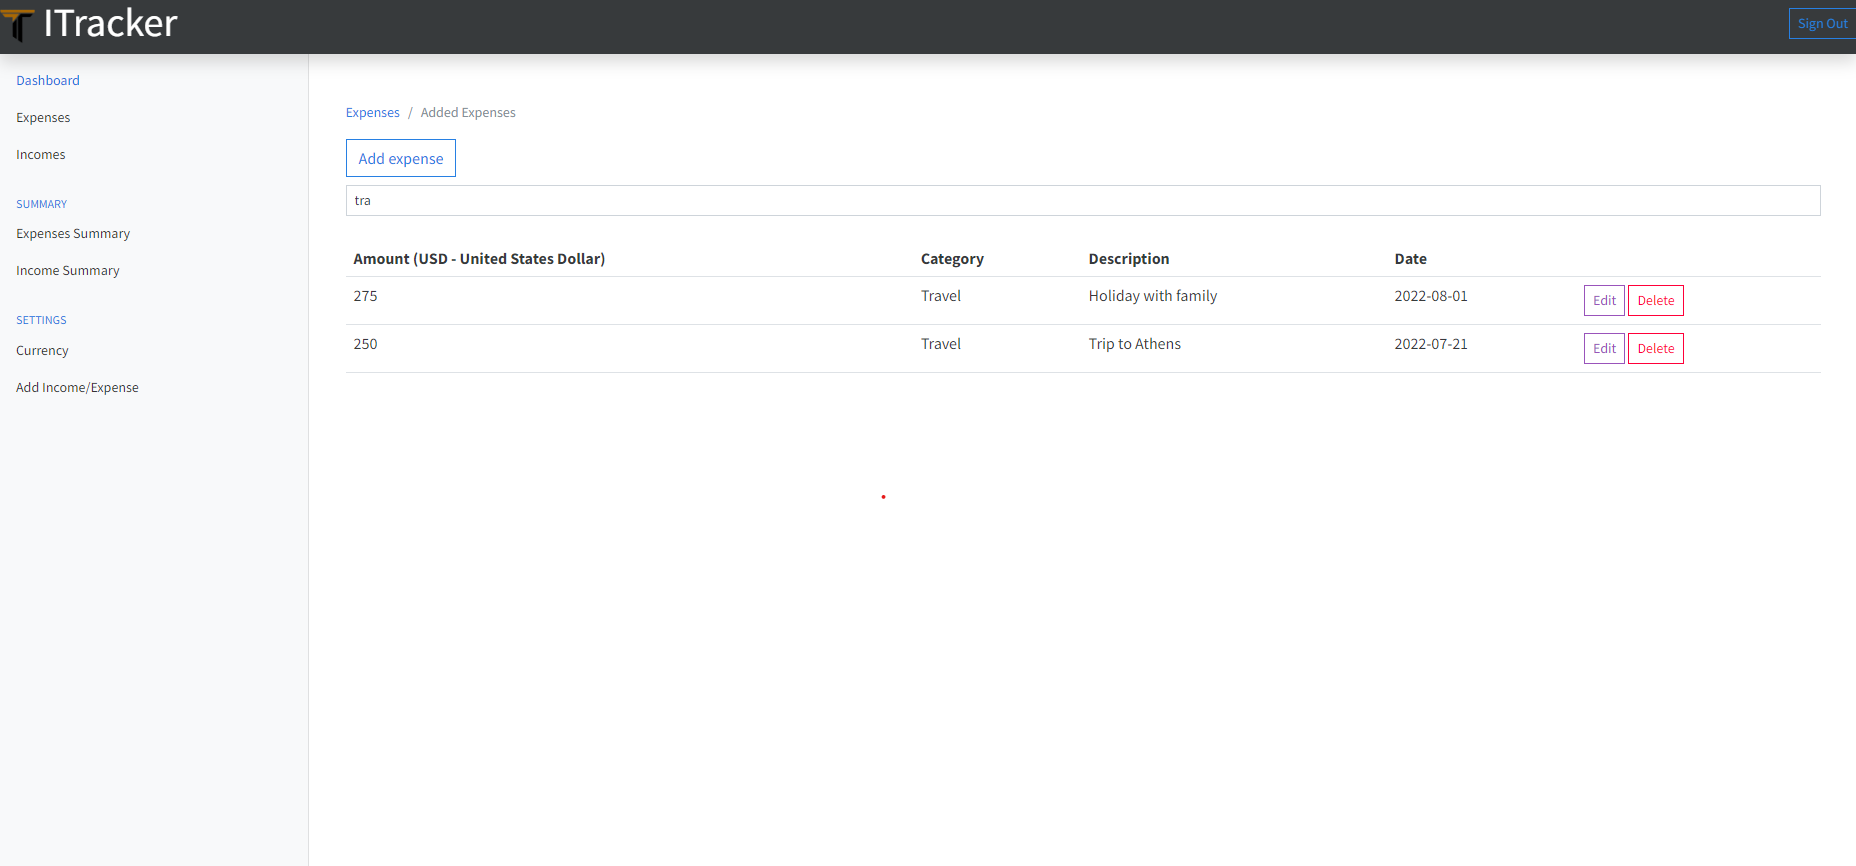 ITracker
Sign Out
Dashboard
Expenses
Incomes
SUMMARY
Expenses Summary
Income Summary
SETTINGS
Currency
Add Income/Expense
Expenses / Added Expenses
Add expense
tra
Amount (USD - United States Dollar) Category Description Date
275 Travel Holiday with family 2022-08-01 Edit Delete
250 Travel Trip to Athens 2022-07-21 Edit Delete